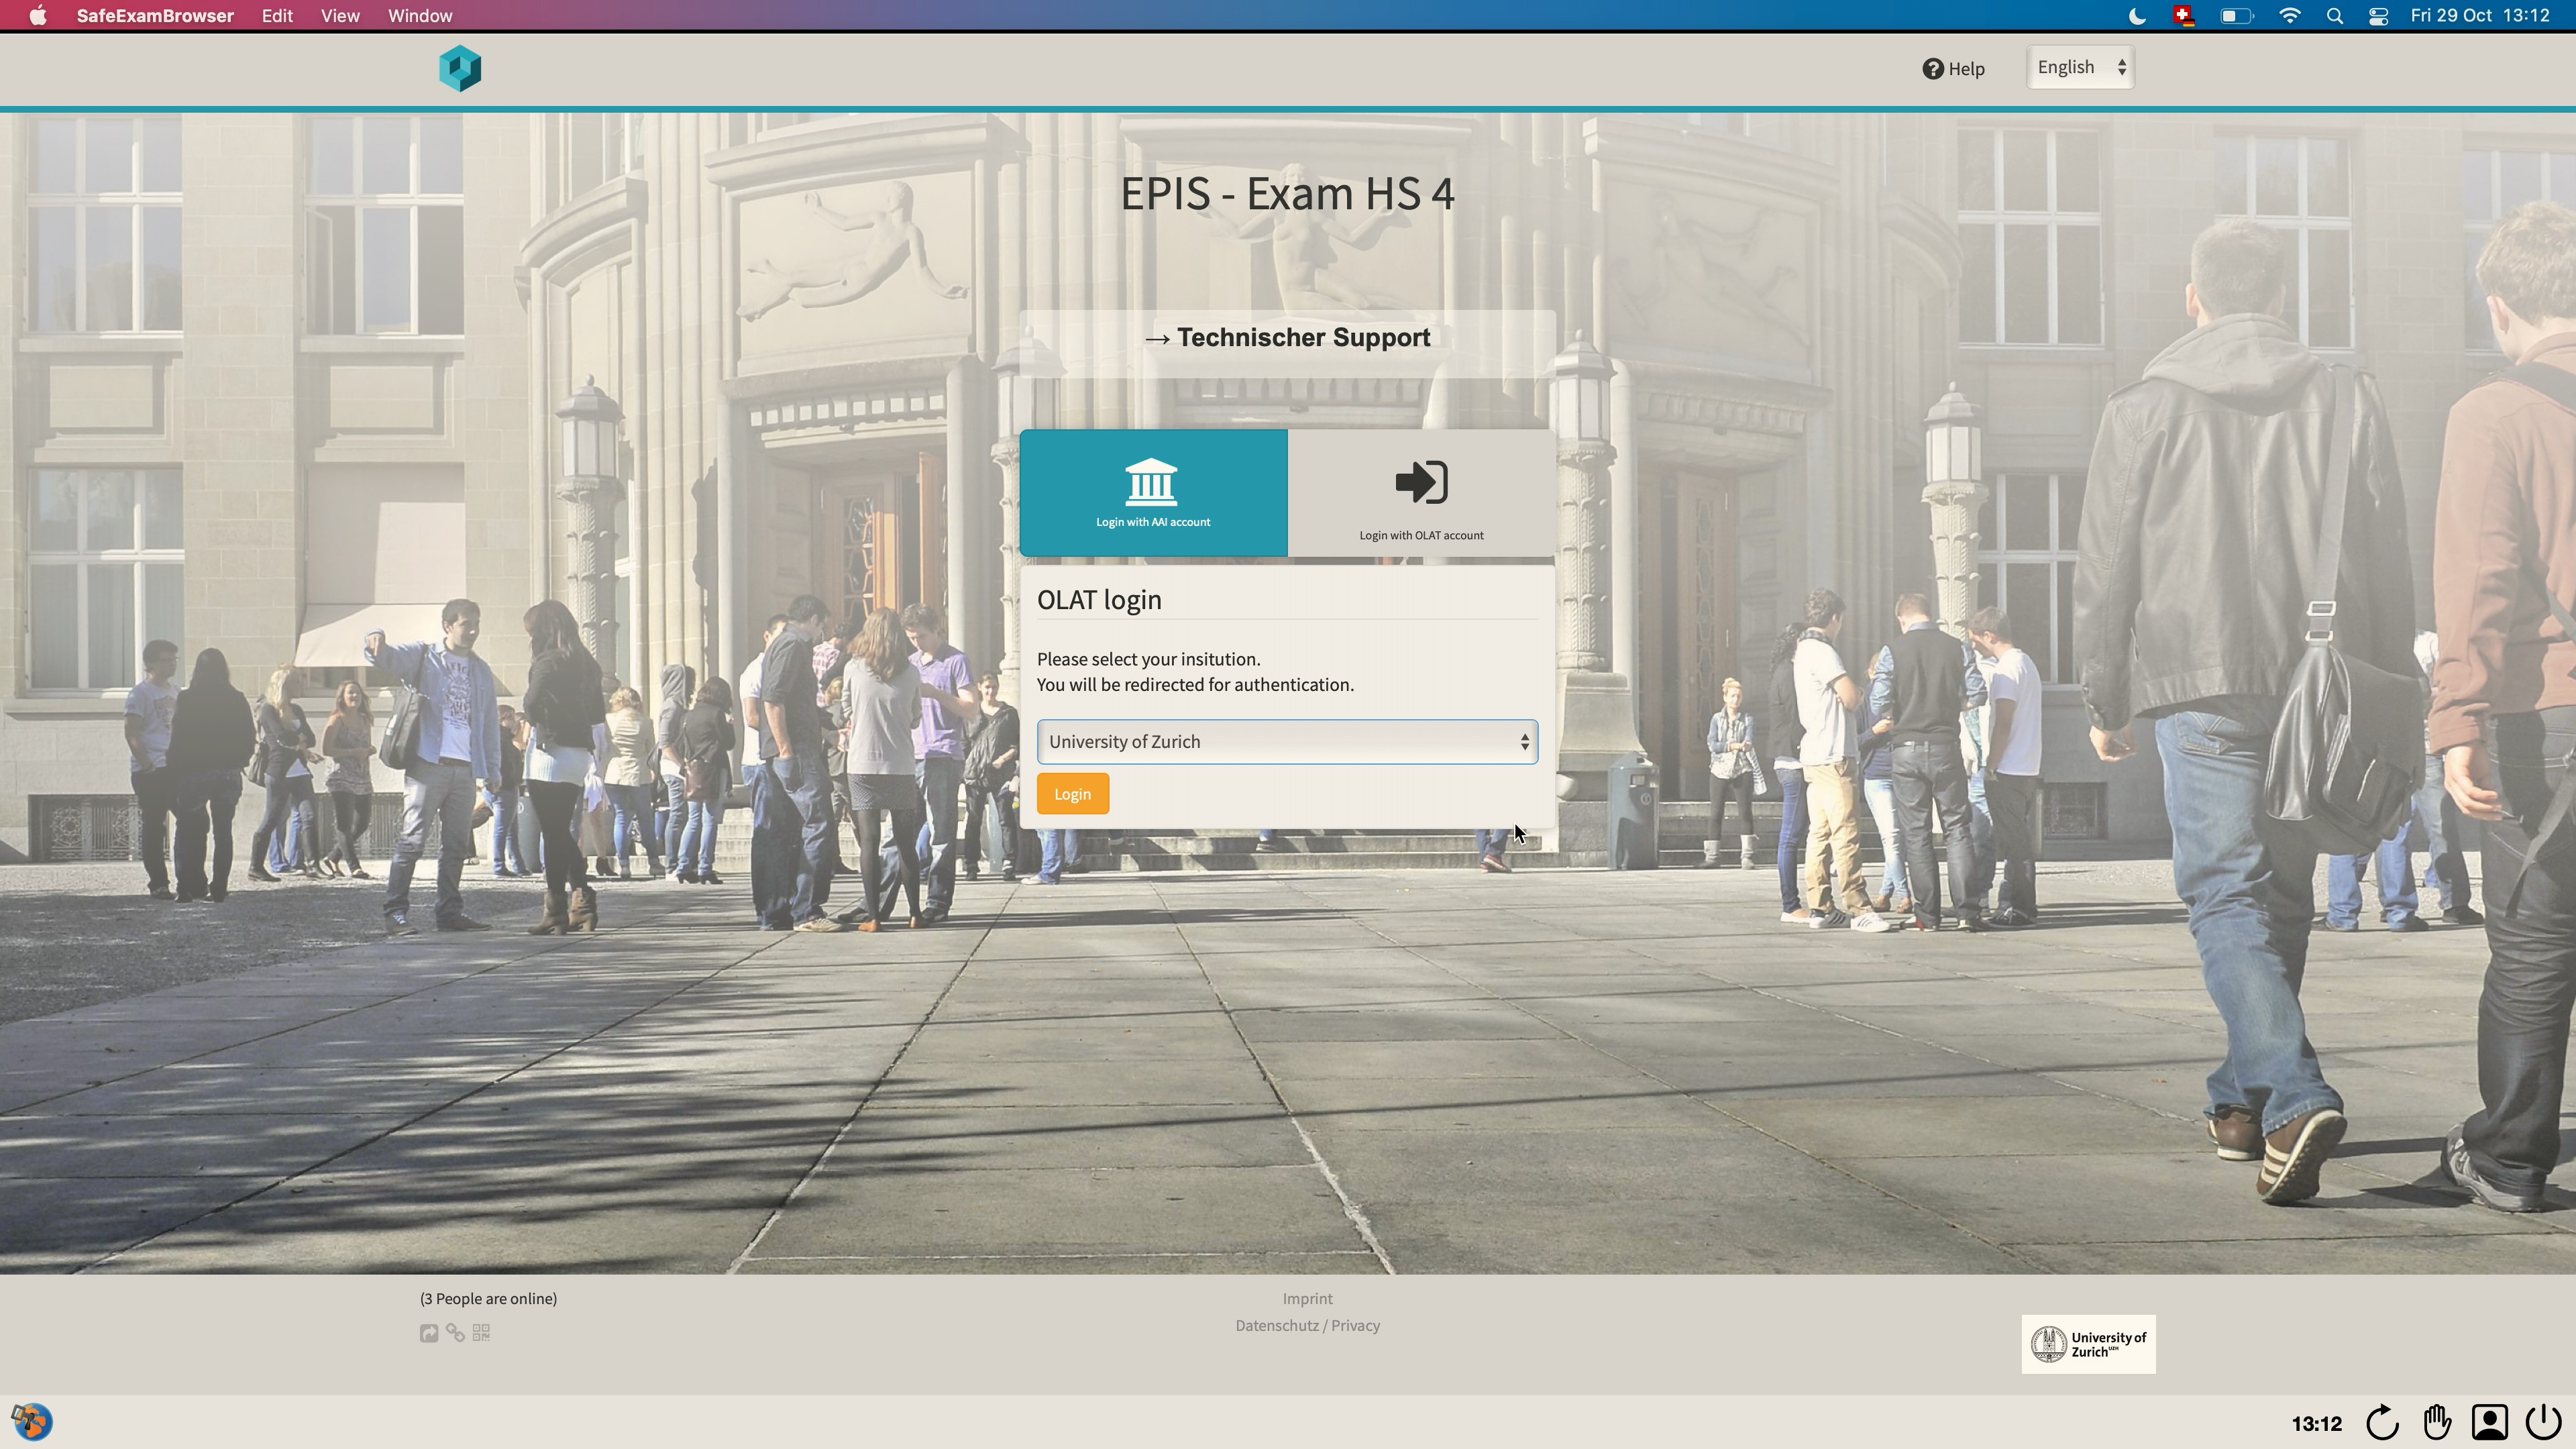 SafeExamBrowser Edit View Window Fri 29 Oct 13:12
Help English
EPIS - Exam HS 4
→ Technischer Support
Login with AAI account
Login with OLAT account
OLAT login
Please select your insitution.
You will be redirected for authentication.
University of Zurich
Login
(3 People are online)
Imprint
Datenschutz / Privacy
University of
Zurich UZH
13:12